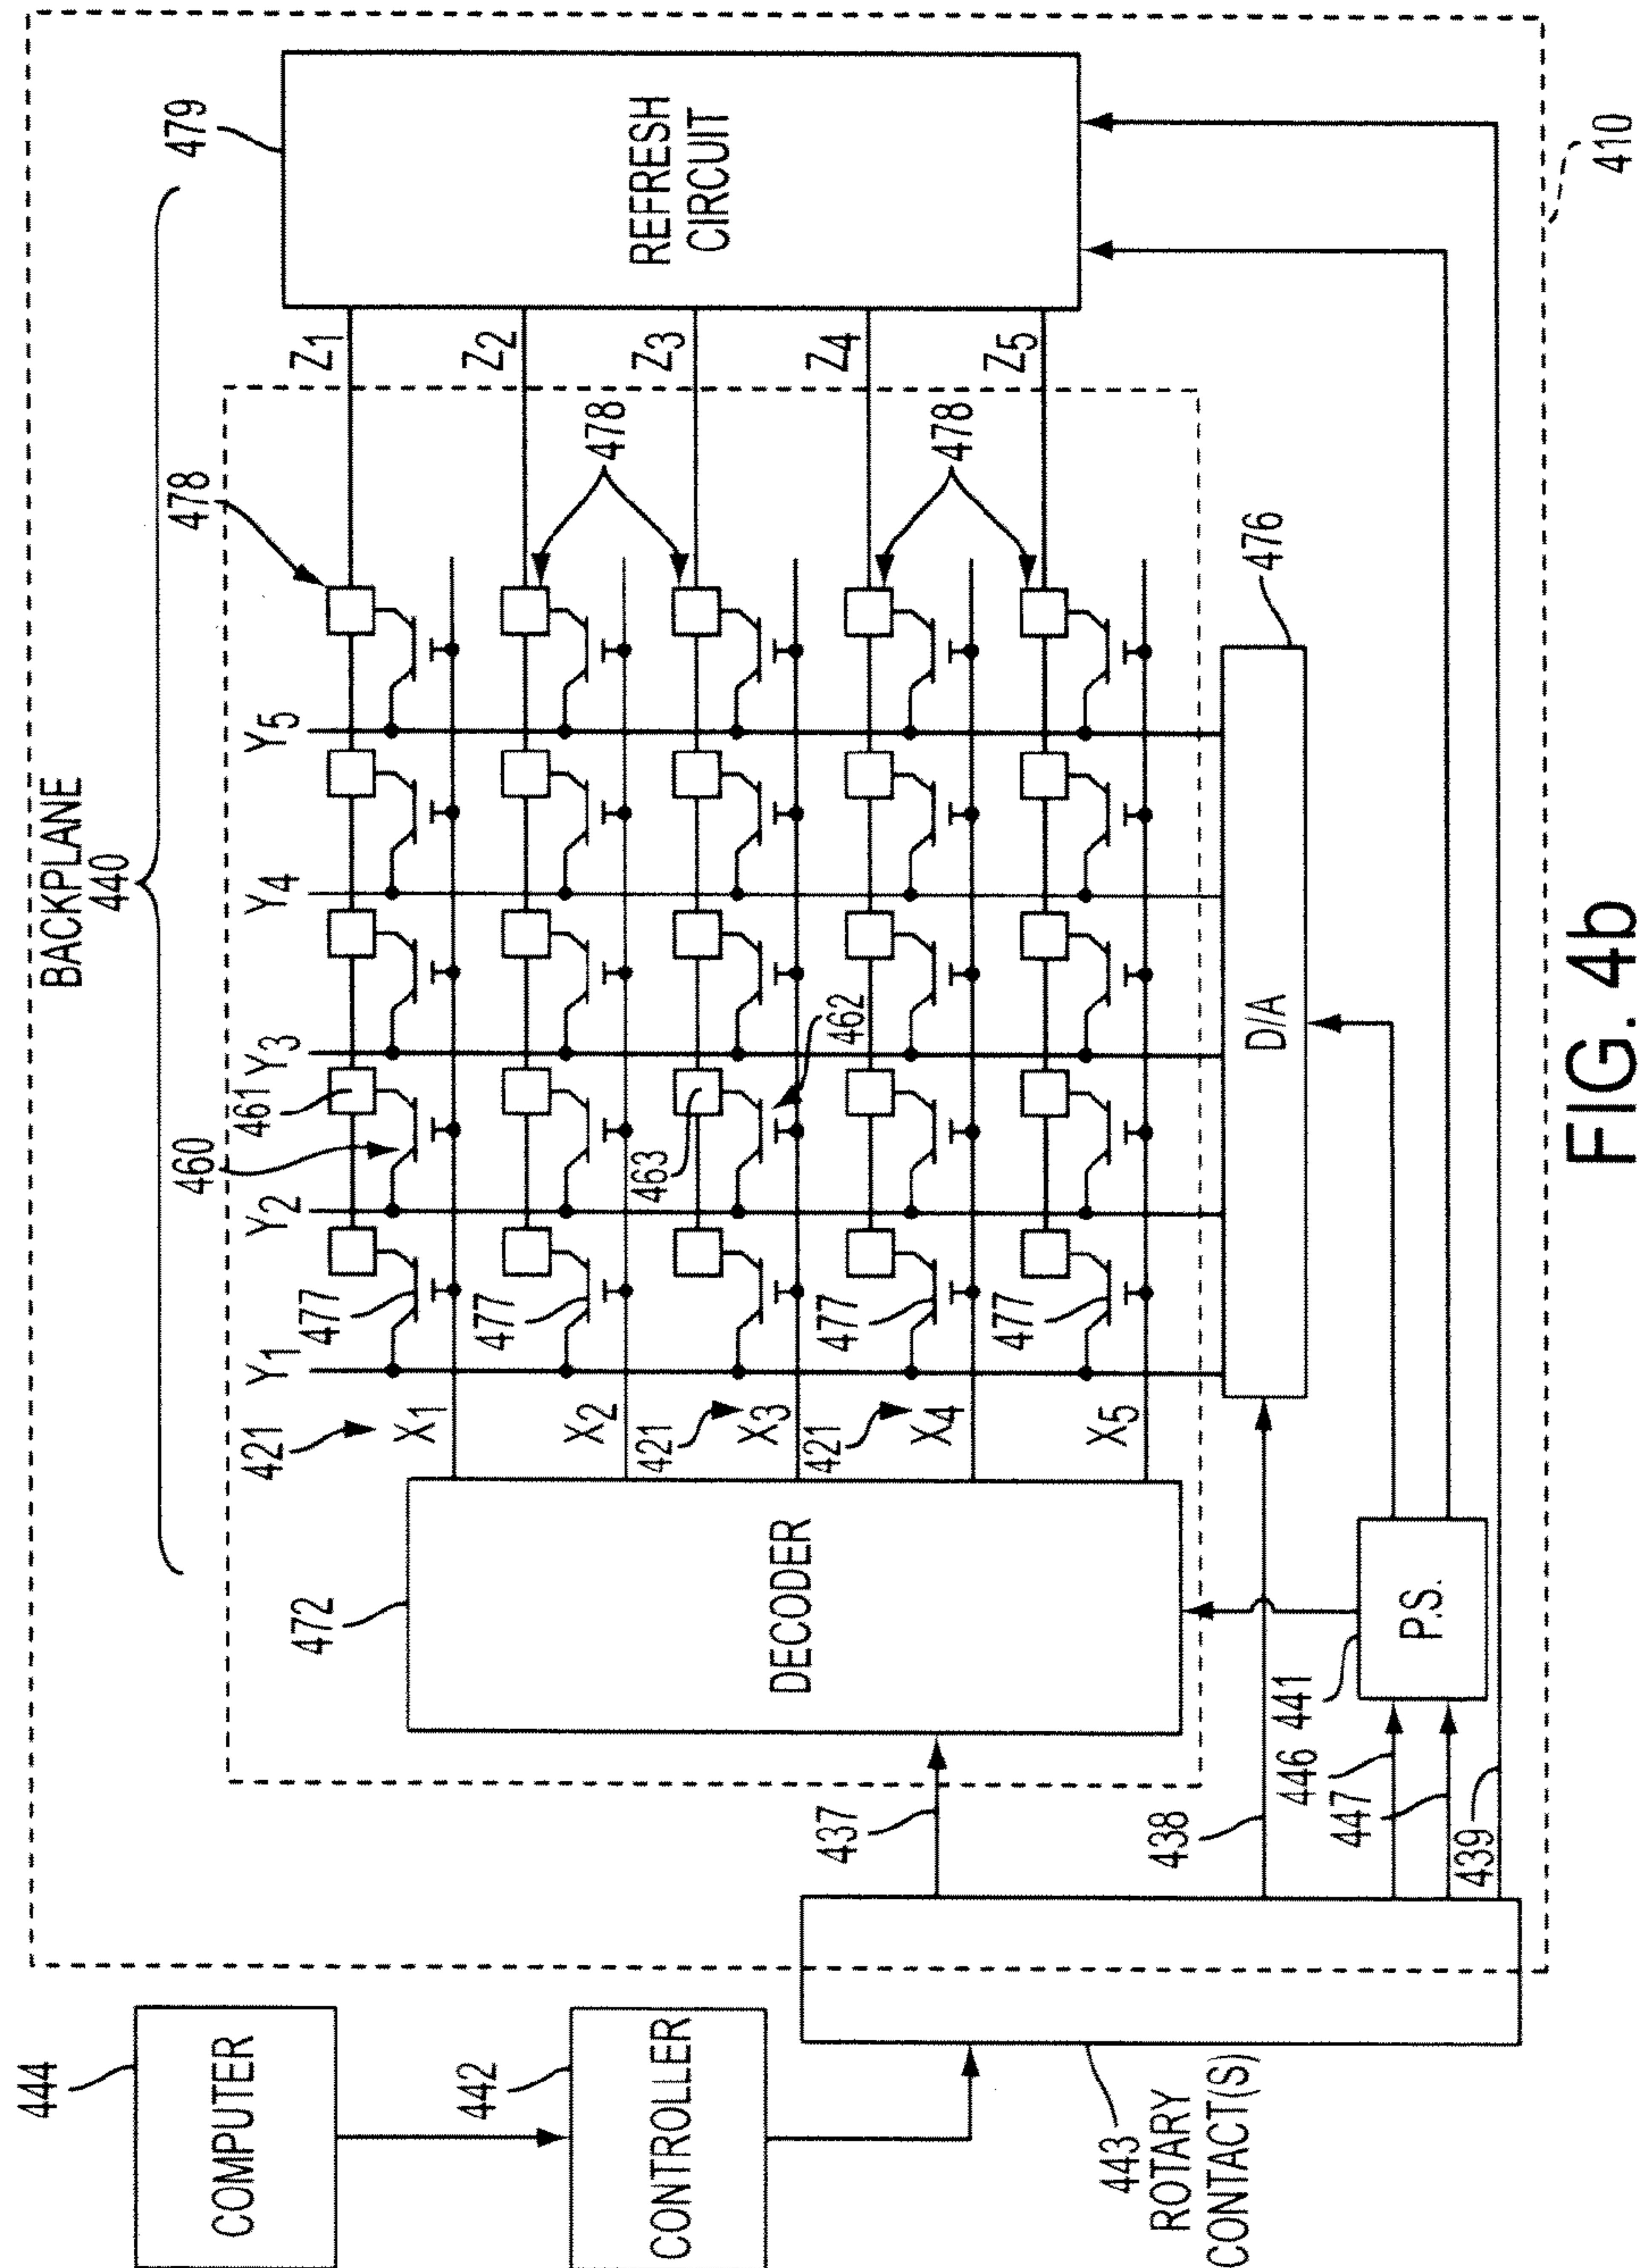 BACKPLANE
440
479
REFRESH
CIRCUIT
410
Z1
Z2
Z3
Z4
Z5
478
478
478
476
Y5
Y4
Y3
Y2
Y1
461
460
463
462
D/A
477
477
477
477
421
X1
X2
421
X3
421
X4
X5
472
DECODER
441
P.S.
446
447
439
437
438
444
COMPUTER
442
CONTROLLER
443
ROTARY
CONTACT(S)
FIG. 4b